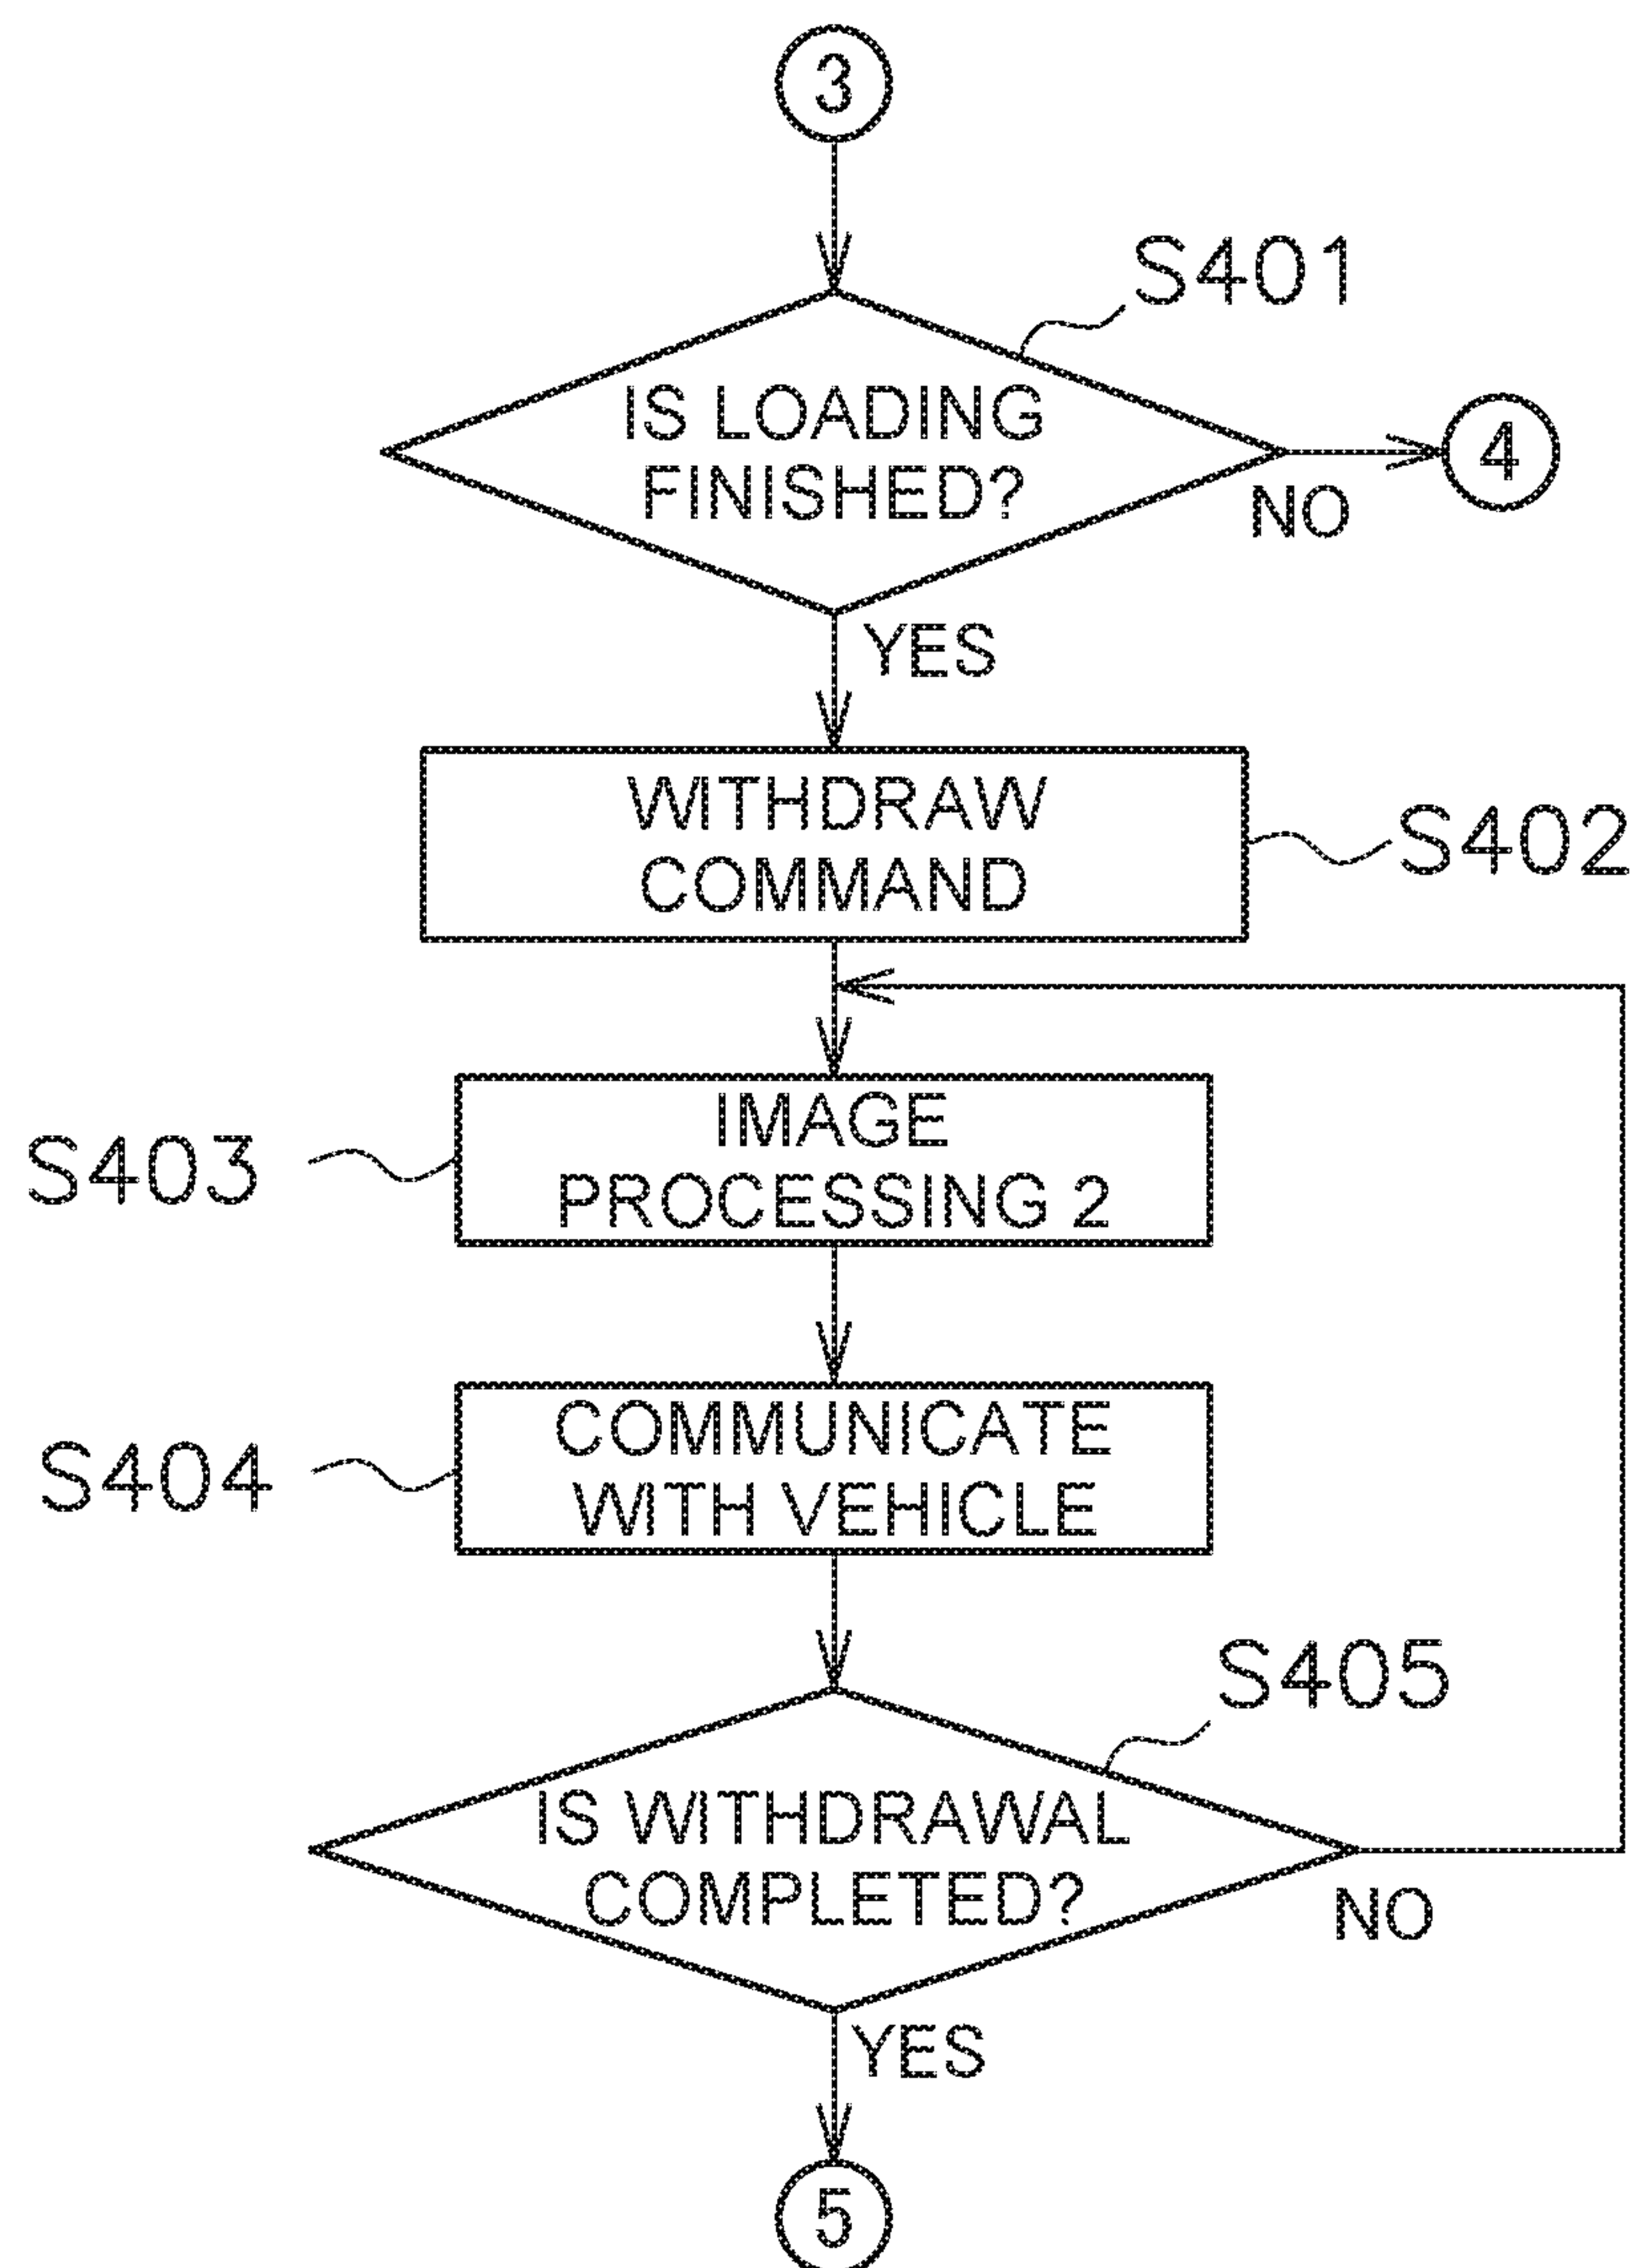 3
S401
IS LOADING
FINISHED?
4
NO
YES
WITHDRAW
COMMAND
S402
IMAGE
PROCESSING 2
S403
COMMUNICATE
WITH VEHICLE
S404
S405
IS WITHDRAWAL
COMPLETED?
NO
YES
5